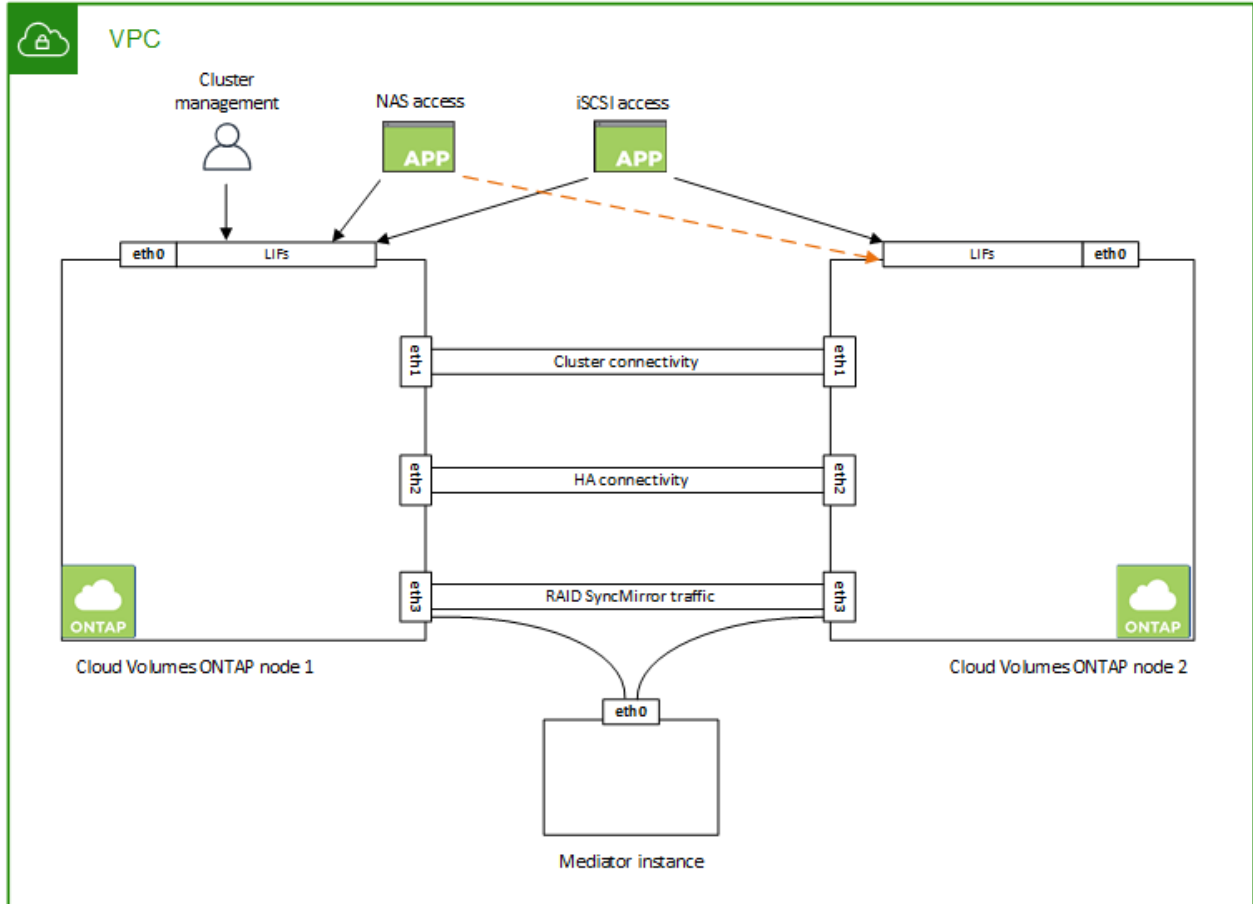 VPC
Cluster
management
NAS access
iSCSI access
APP
APP
eth0
LIFs
LIFs
eth0
eth1
Cluster connectivity
eth1
eth2
HA connectivity
eth2
eth3
RAID SyncMirror traffic
eth3
ONTAP
ONTAP
Cloud Volumes ONTAP node 1
Cloud Volumes ONTAP node 2
eth0
Mediator instance